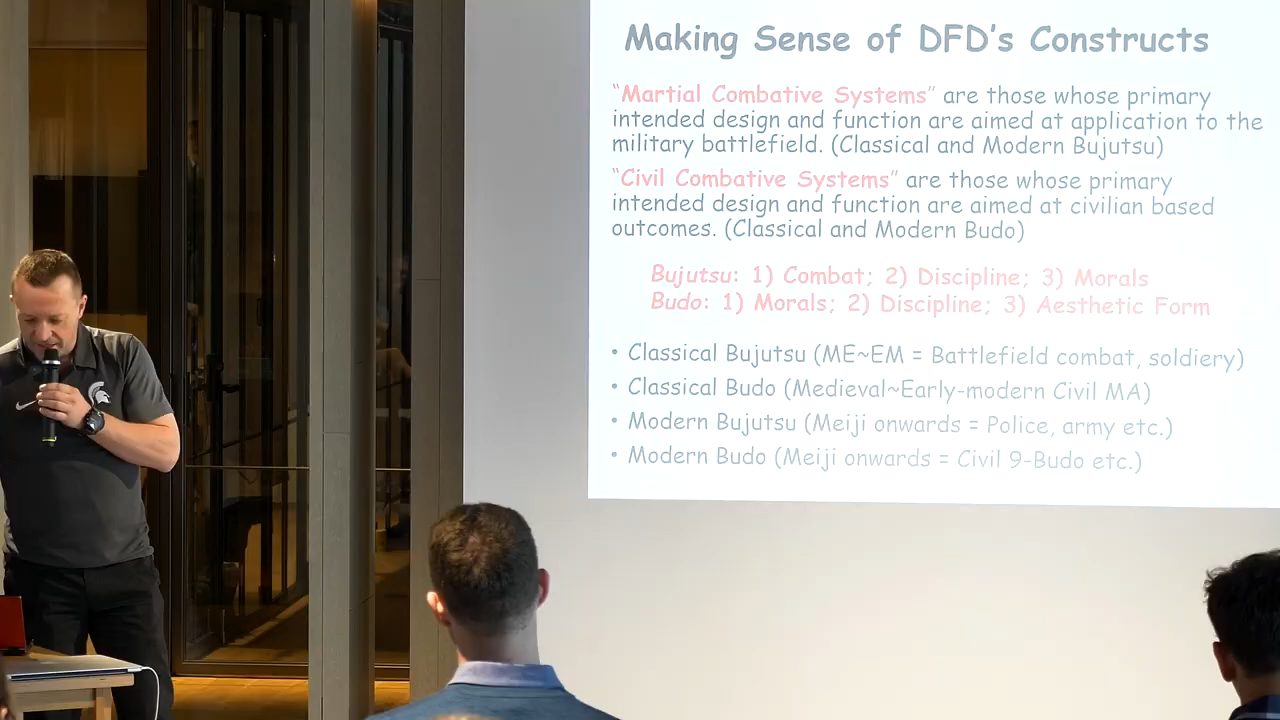 Making Sense of DFD's Constructs
"Martial Combative Systems" are those whose primary
intended design and function are aimed at application to the
military battlefield. (Classical and Modern Bujutsu)
"Civil Combative Systems" are those whose primary
intended design and function are aimed at civilian based
outcomes. (Classical and Modern Budo)
Bujutsu: 1) Combat; 2) Discipline; 3) Morals
Budo: 1) Morals; 2) Discipline; 3) Aesthetic Form
• Classical Bujutsu (ME~EM = Battlefield combat, soldiery)
• Classical Budo (Medieval~Early-modern Civil MA)
• Modern Bujutsu (Meiji onwards = Police, army etc.)
• Modern Budo (Meiji onwards = Civil 9-Budo etc.)